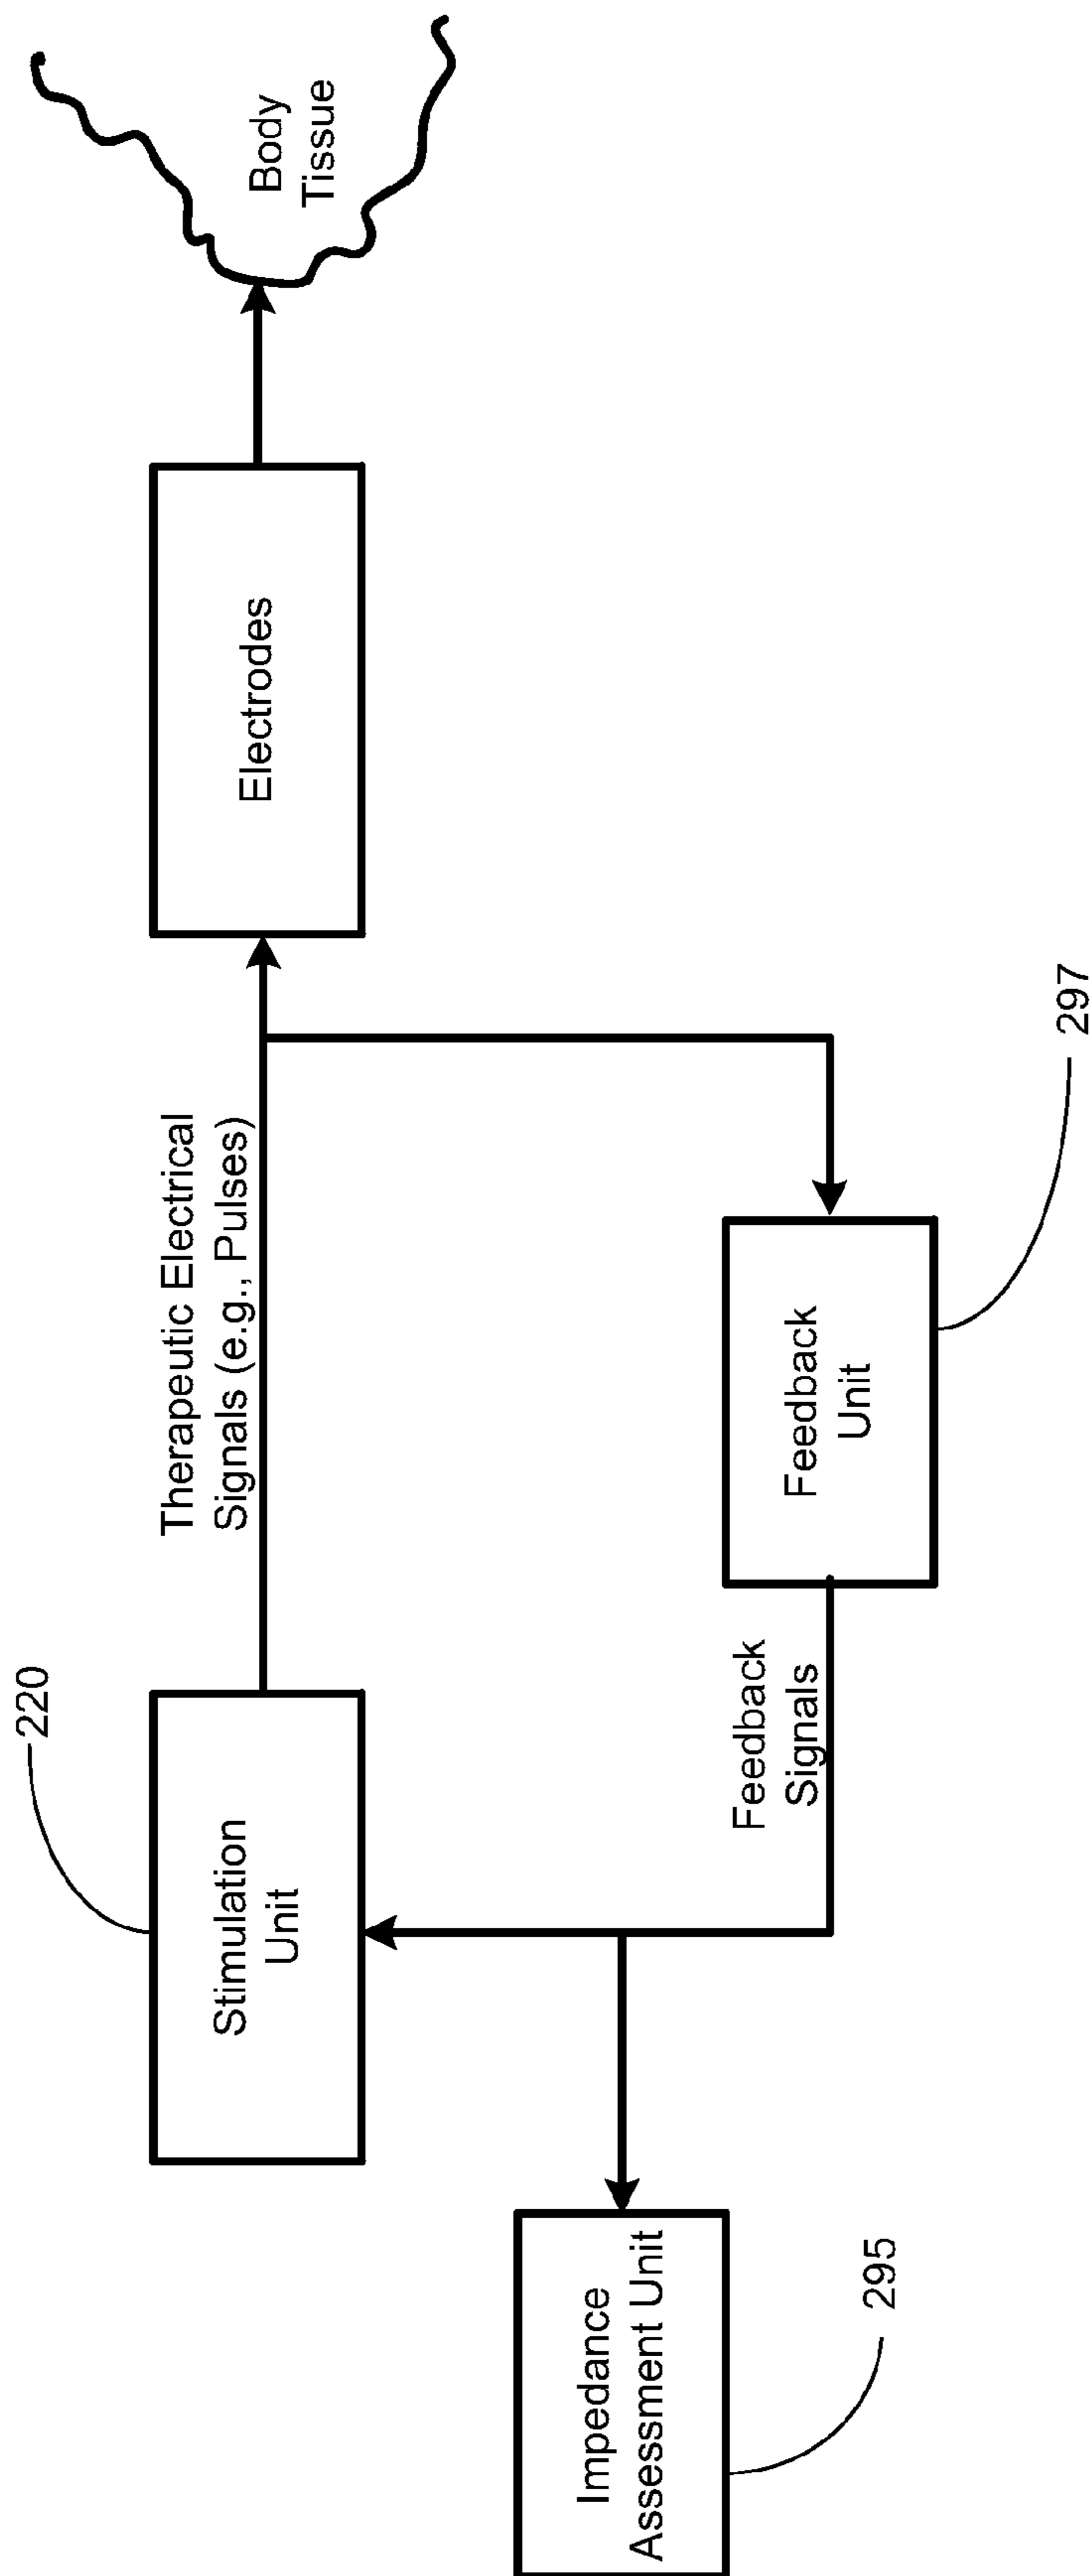 220
Stimulation
Unit
Therapeutic Electrical
Signals (e.g., Pulses)
Electrodes
Body
Tissue
Impedance
Assessment Unit
295
Feedback
Signals
Feedback
Unit
297